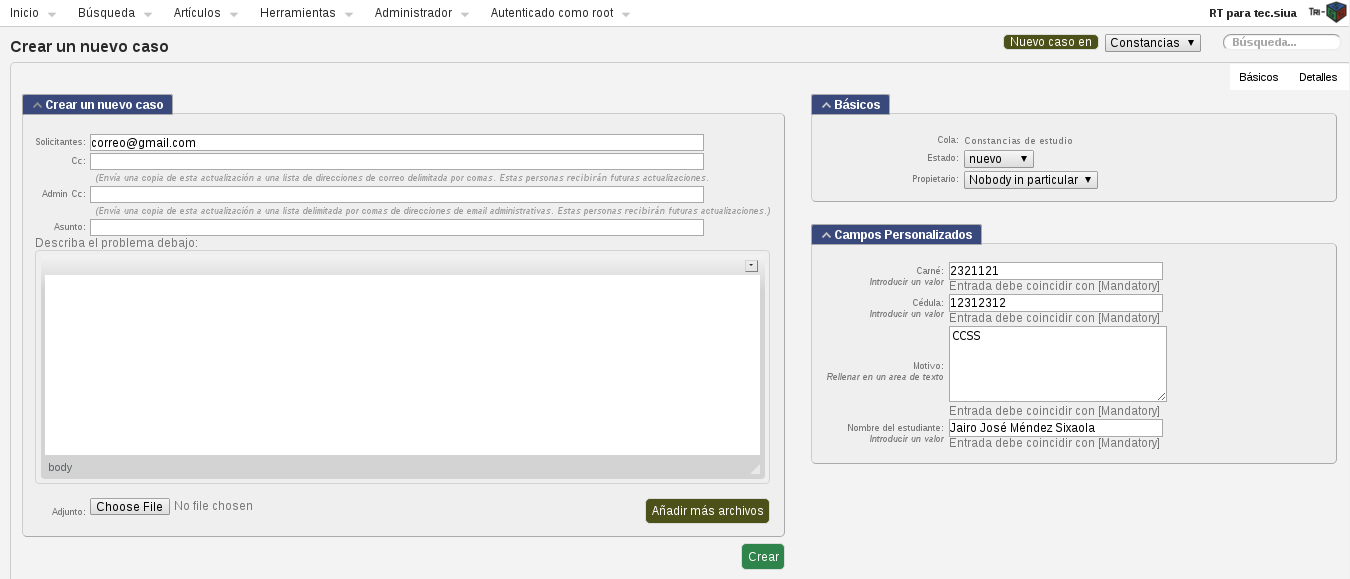 Inicio Búsqueda Artículos Herramientas Administrador Autenticado como root RT para tec.siua Tri-
Crear un nuevo caso Nuevo caso en Constancias Búsqueda...
Básicos Detalles
Crear un nuevo caso
Solicitantes: correo@gmail.com
Cc:
(Envía una copia de esta actualización a una lista de direcciones de correo delimitada por comas. Estas personas recibirán futuras actualizaciones.
Admin Cc:
(Envía una copia de esta actualización a una lista delimitada por comas de direcciones de email administrativas. Estas personas recibirán futuras actualizaciones.)
Asunto:
Describa el problema debajo:
body
Adjunto: Choose File No file chosen Añadir más archivos
Crear
Básicos
Cola: Constancias de estudio
Estado: nuevo
Propietario: Nobody in particular
Campos Personalizados
Carné: 2321121
Introducir un valor Entrada debe coincidir con [Mandatory]
Cédula: 12312312
Introducir un valor Entrada debe coincidir con [Mandatory]
CCSS
Motivo:
Rellenar en un area de texto
Entrada debe coincidir con [Mandatory]
Nombre del estudiante: Jairo José Méndez Sixaola
Introducir un valor Entrada debe coincidir con [Mandatory]